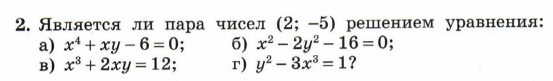 2. Является ли пара чисел (2; –5) решением уравнения:
а) x⁴ + xy – 6 = 0; б) x² – 2y² – 16 = 0;
в) x³ + 2xy = 12; г) y² – 3x³ = 1?